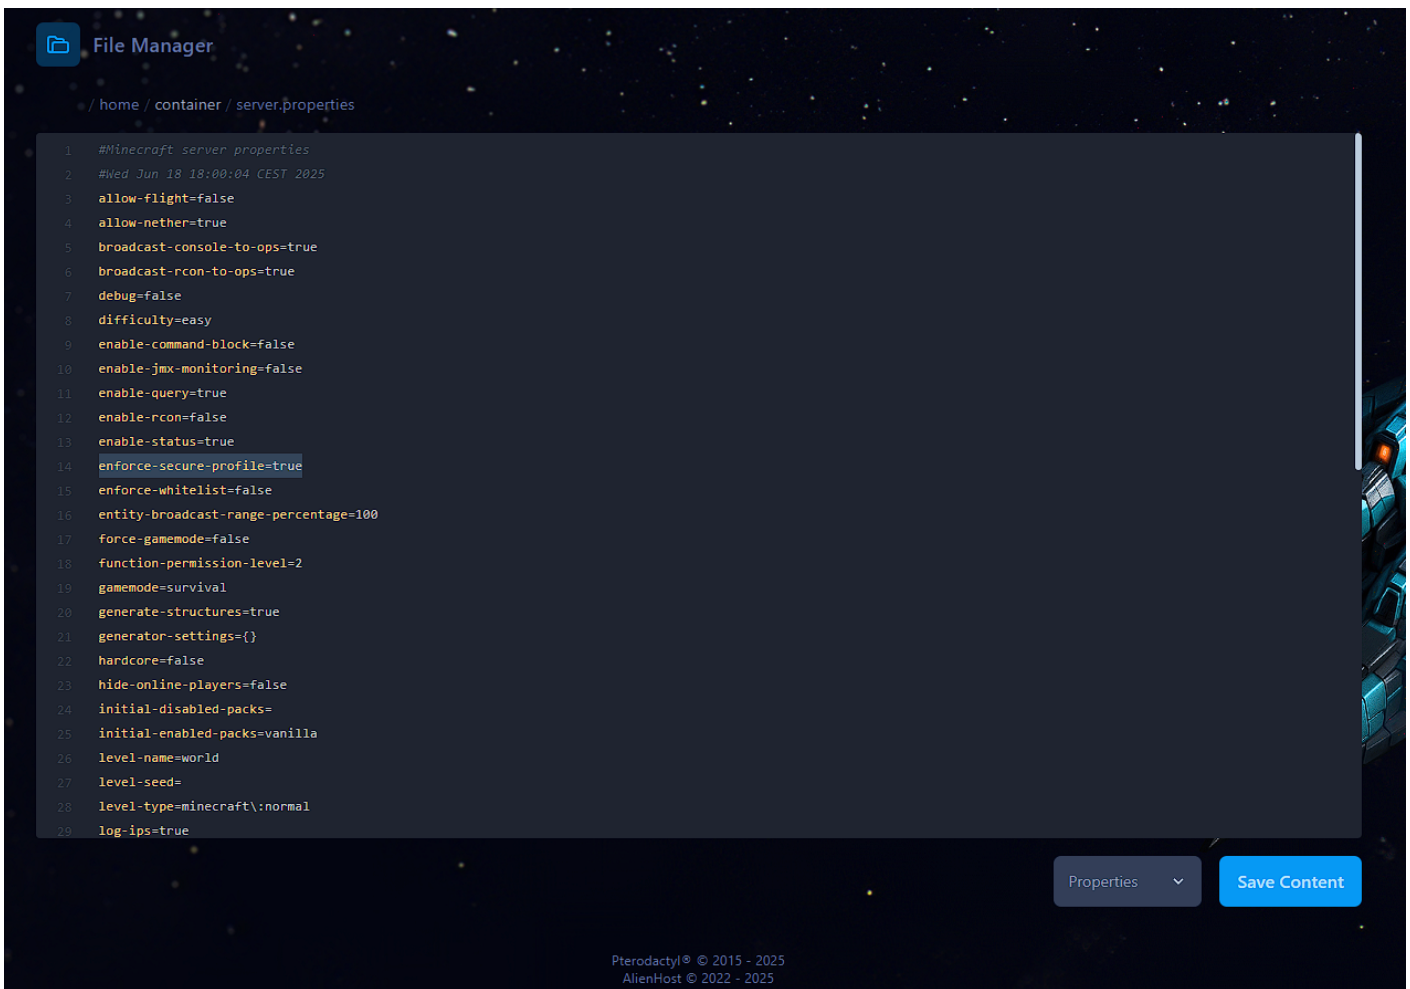 File Manager
/ home / container / server.properties
1 #Minecraft server properties
2 #Wed Jun 18 18:00:04 CEST 2025
3 allow-flight=false
4 allow-nether=true
5 broadcast-console-to-ops=true
6 broadcast-rcon-to-ops=true
7 debug=false
8 difficulty=easy
9 enable-command-block=false
10 enable-jmx-monitoring=false
11 enable-query=true
12 enable-rcon=false
13 enable-status=true
14 enforce-secure-profile=true
15 enforce-whitelist=false
16 entity-broadcast-range-percentage=100
17 force-gamemode=false
18 function-permission-level=2
19 gamemode=survival
20 generate-structures=true
21 generator-settings={}
22 hardcore=false
23 hide-online-players=false
24 initial-disabled-packs=
25 initial-enabled-packs=vanilla
26 level-name=world
27 level-seed=
28 level-type=minecraft\:normal
29 log-ips=true
Properties
Save Content
Pterodactyl® © 2015 - 2025
AlienHost © 2022 - 2025